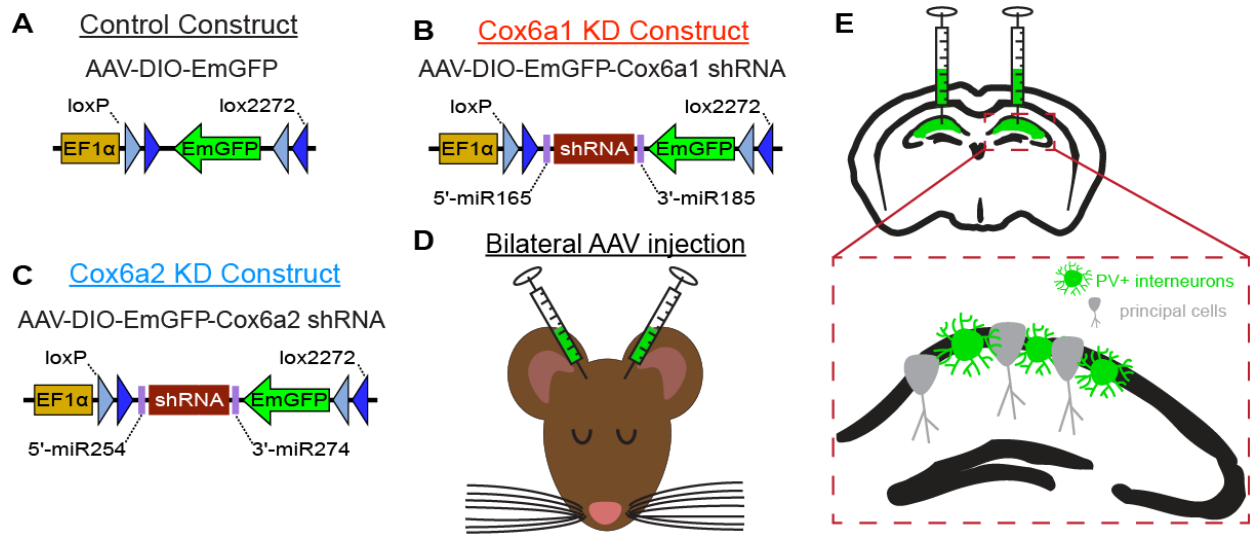 A
Control Construct
AAV-DIO-EmGFP
loxP
lox2272
EF1α
EmGFP
B
Cox6a1 KD Construct
AAV-DIO-EmGFP-Cox6a1 shRNA
loxP
lox2272
EF1α
shRNA
EmGFP
5'-miR165
3'-miR185
C
Cox6a2 KD Construct
AAV-DIO-EmGFP-Cox6a2 shRNA
loxP
lox2272
EF1α
shRNA
EmGFP
5'-miR254
3'-miR274
D
Bilateral AAV injection
E
PV+ interneurons
principal cells